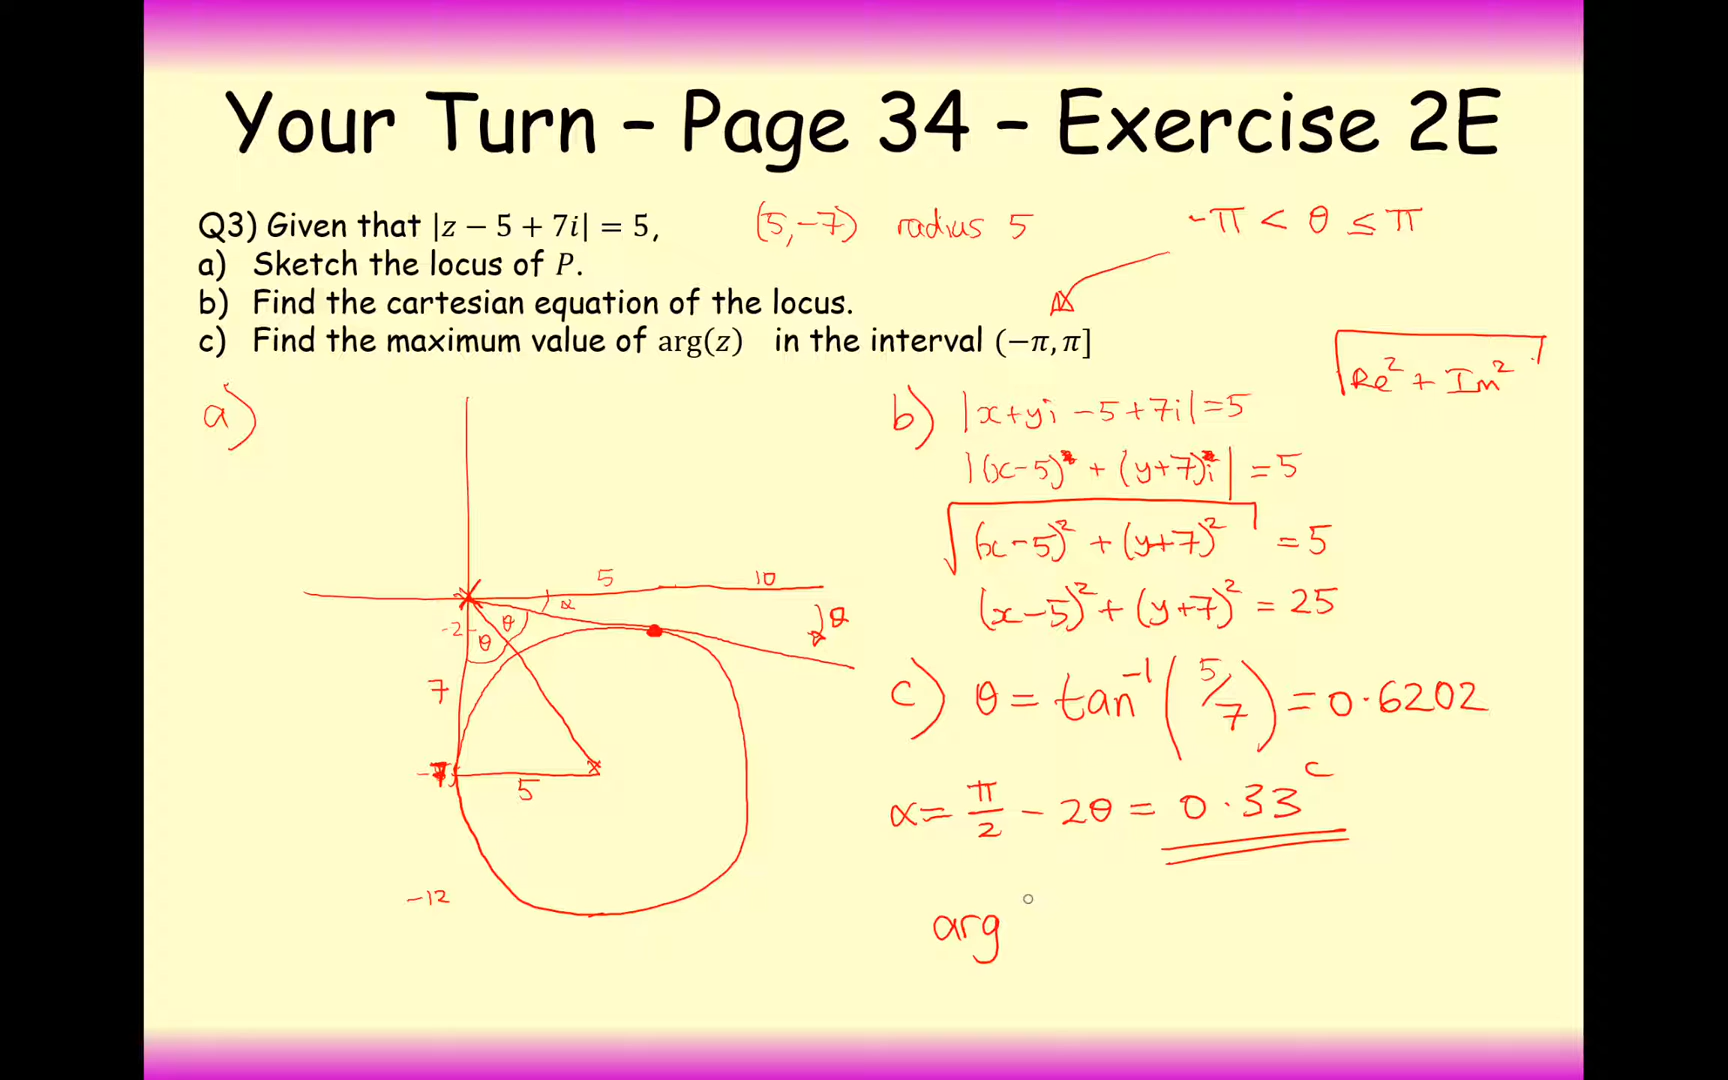 Your Turn – Page 34 – Exercise 2E
Q3) Given that |z − 5 + 7i| = 5,
(5,-7) radius 5
-π < θ ≤ π
a) Sketch the locus of P.
b) Find the cartesian equation of the locus.
c) Find the maximum value of arg(z) in the interval (−π, π]
√Re² + Im²
a)
5
10
α
θ
-2
θ
θ
7
5
-12
b) |x+yi -5+7i|=5
|(x-5) + (y+7)i| = 5
√(x-5)² + (y+7)² = 5
(x-5)² + (y+7)² = 25
c) θ = tan⁻¹(5/7) = 0.6202
α = π/2 - 2θ = 0.33ᶜ
arg